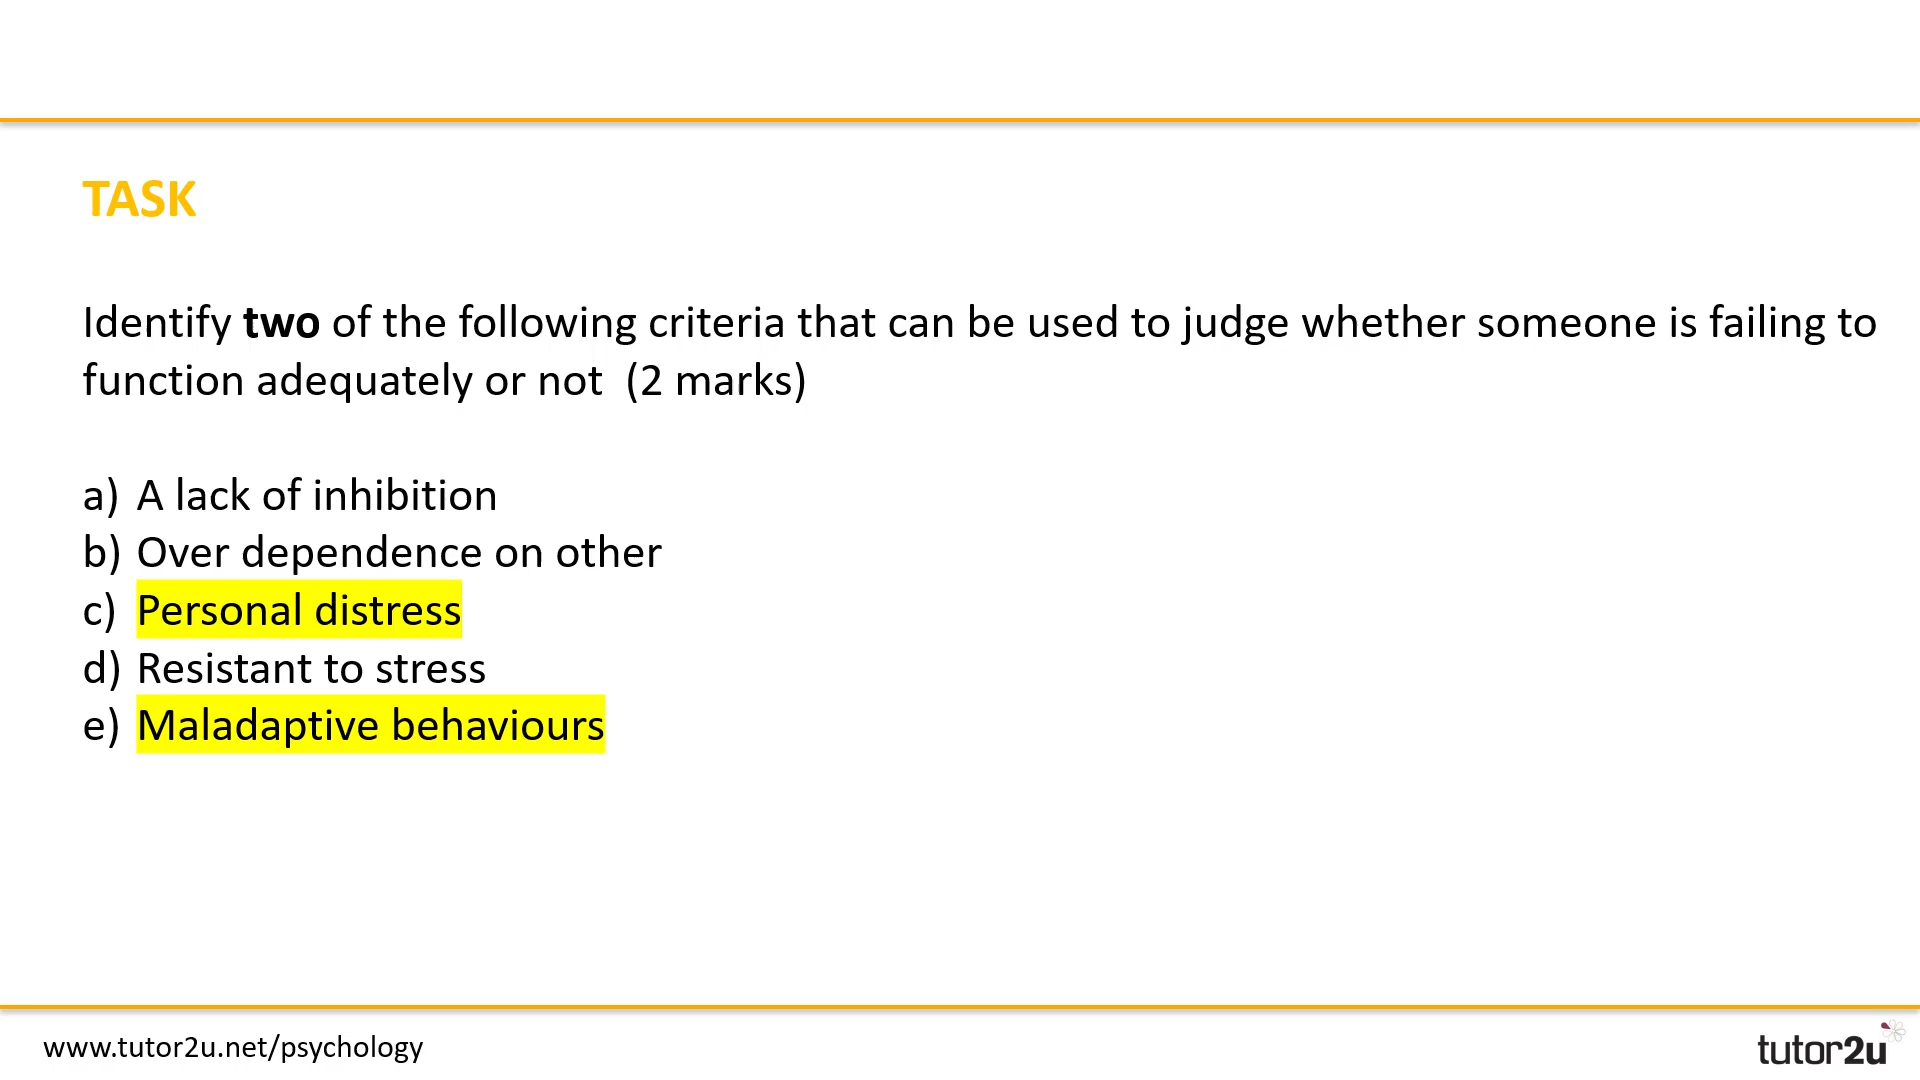 TASK
Identify two of the following criteria that can be used to judge whether someone is failing to
function adequately or not  (2 marks)
a) A lack of inhibition
b) Over dependence on other
c) Personal distress
d) Resistant to stress
e) Maladaptive behaviours
www.tutor2u.net/psychology
tutor2u